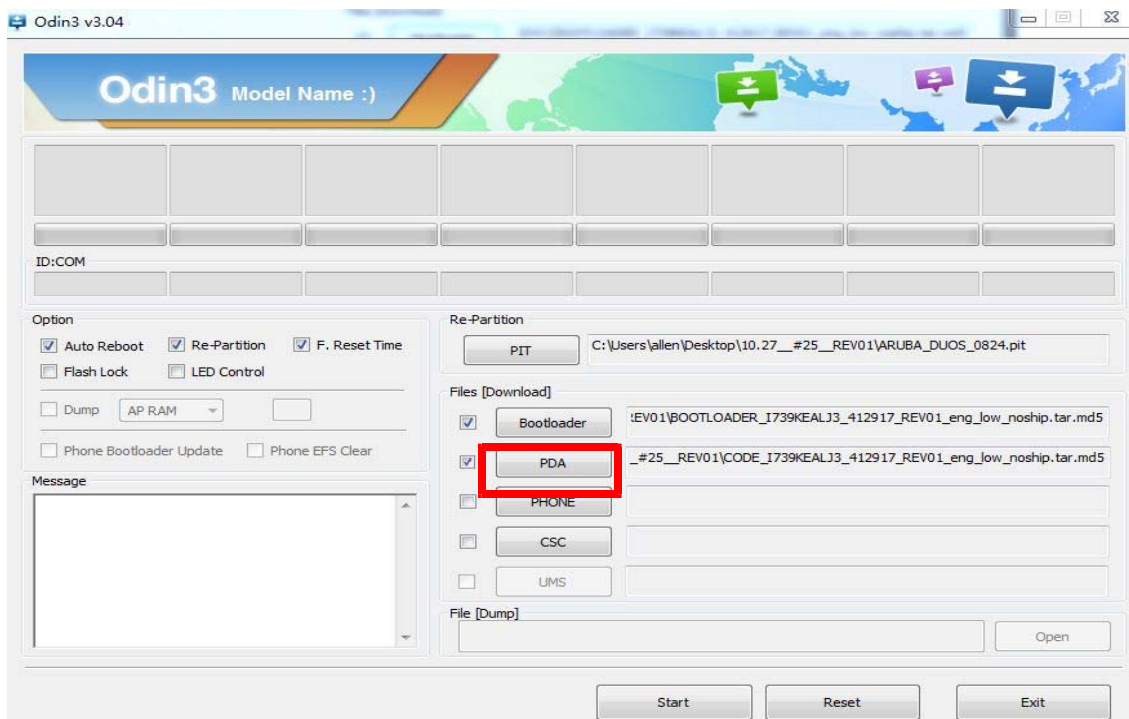 Odin3 v3.04
Odin3 Model Name :)
ID:COM
Option
Auto Reboot Re-Partition F. Reset Time
Flash Lock LED Control
Dump AP RAM
Phone Bootloader Update Phone EFS Clear
Message
Re-Partition
PIT C:\Users\allen\Desktop\10.27__#25__REV01\ARUBA_DUOS_0824.pit
Files [Download]
Bootloader :EV01\BOOTLOADER_I739KEALJ3_412917_REV01_eng_low_noship.tar.md5
PDA _#25__REV01\CODE_I739KEALJ3_412917_REV01_eng_low_noship.tar.md5
PHONE
CSC
UMS
File [Dump]
Open
Start Reset Exit